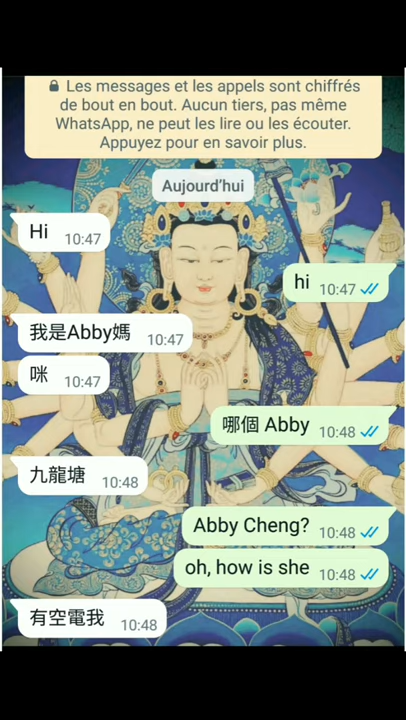 Les messages et les appels sont chiffrés
de bout en bout. Aucun tiers, pas même
WhatsApp, ne peut les lire ou les écouter.
Appuyez pour en savoir plus.
Aujourd'hui
Hi 10:47
hi 10:47
我是Abby媽 10:47
咪 10:47
哪個 Abby 10:48
九龍塘 10:48
Abby Cheng? 10:48
oh, how is she 10:48
有空電我 10:48